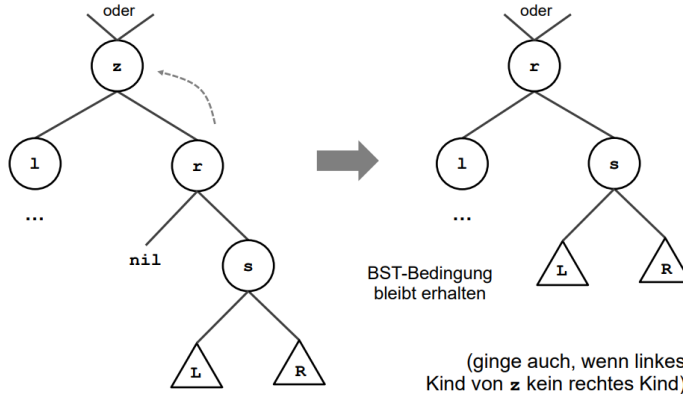 oder
oder
z
r
l
r
l
s
...
...
nil
s
L
R
BST-Bedingung
bleibt erhalten
L
R
(ginge auch, wenn linkes
Kind von z kein rechtes Kind)